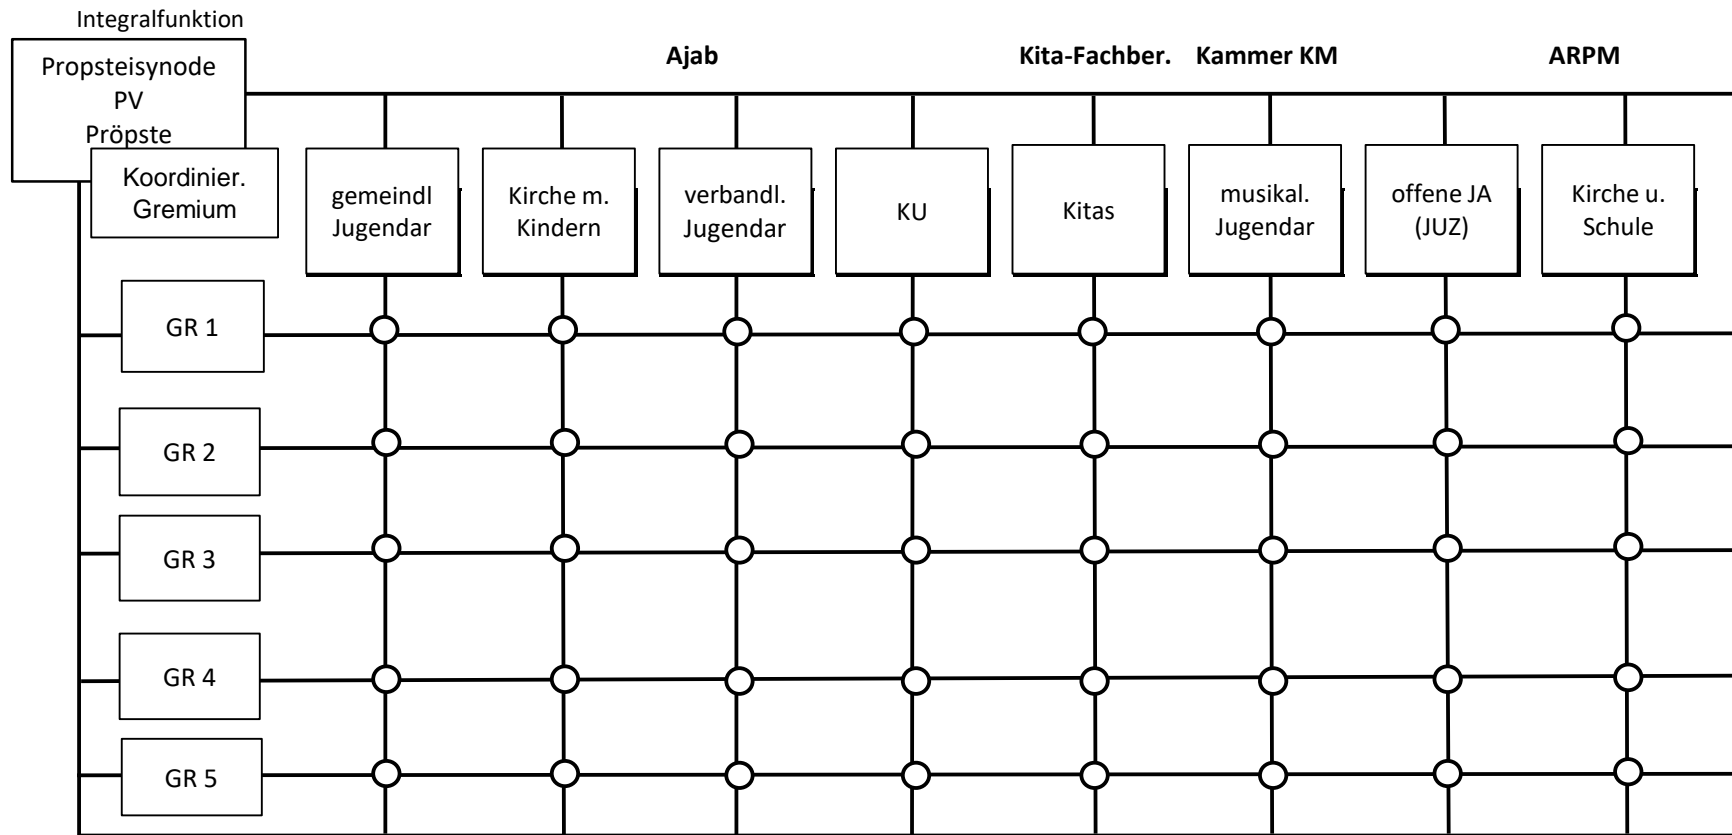 Integralfunktion
Propsteisynode
PV
Pröpste
Koordinier.
Gremium
Ajab
Kita-Fachber.
Kammer KM
ARPM
gemeindl
Jugendar
Kirche m.
Kindern
verbandl.
Jugendar
KU
Kitas
musikal.
Jugendar
offene JA
(JUZ)
Kirche u.
Schule
GR 1
GR 2
GR 3
GR 4
GR 5